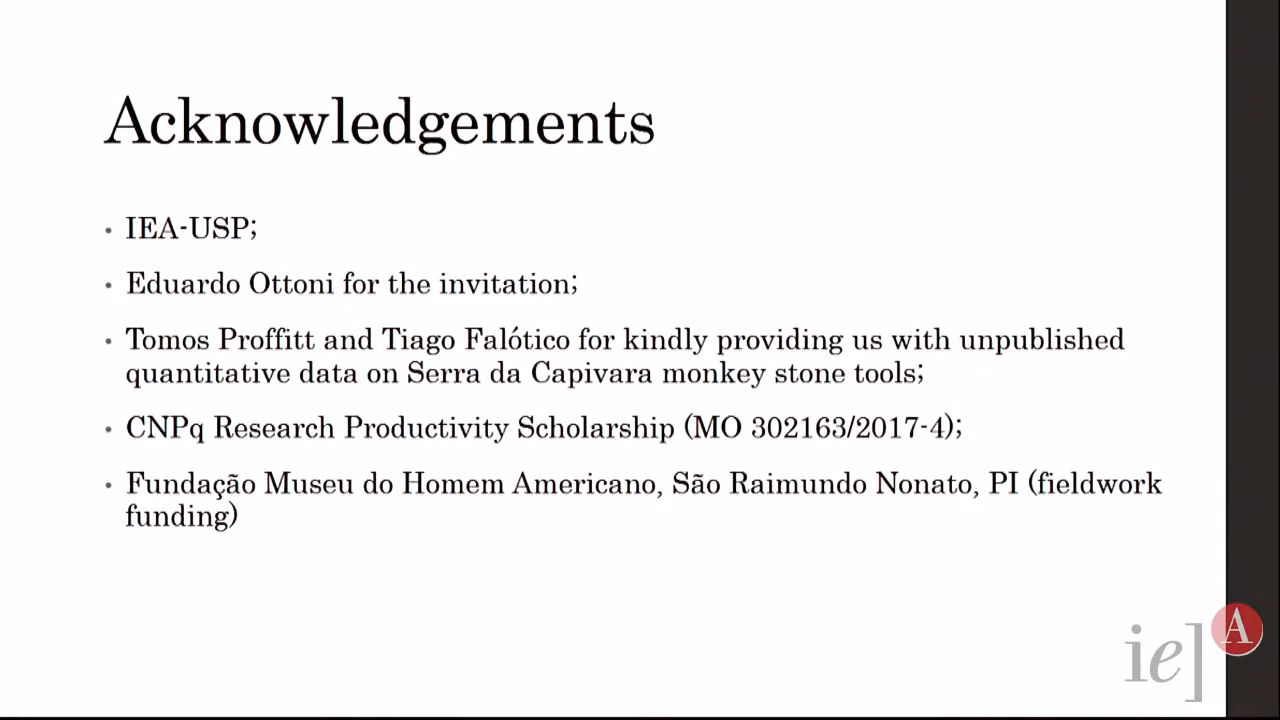 Acknowledgements
• IEA-USP;
• Eduardo Ottoni for the invitation;
• Tomos Proffitt and Tiago Falótico for kindly providing us with unpublished
quantitative data on Serra da Capivara monkey stone tools;
• CNPq Research Productivity Scholarship (MO 302163/2017-4);
• Fundação Museu do Homem Americano, São Raimundo Nonato, PI (fieldwork
funding)
ie] A